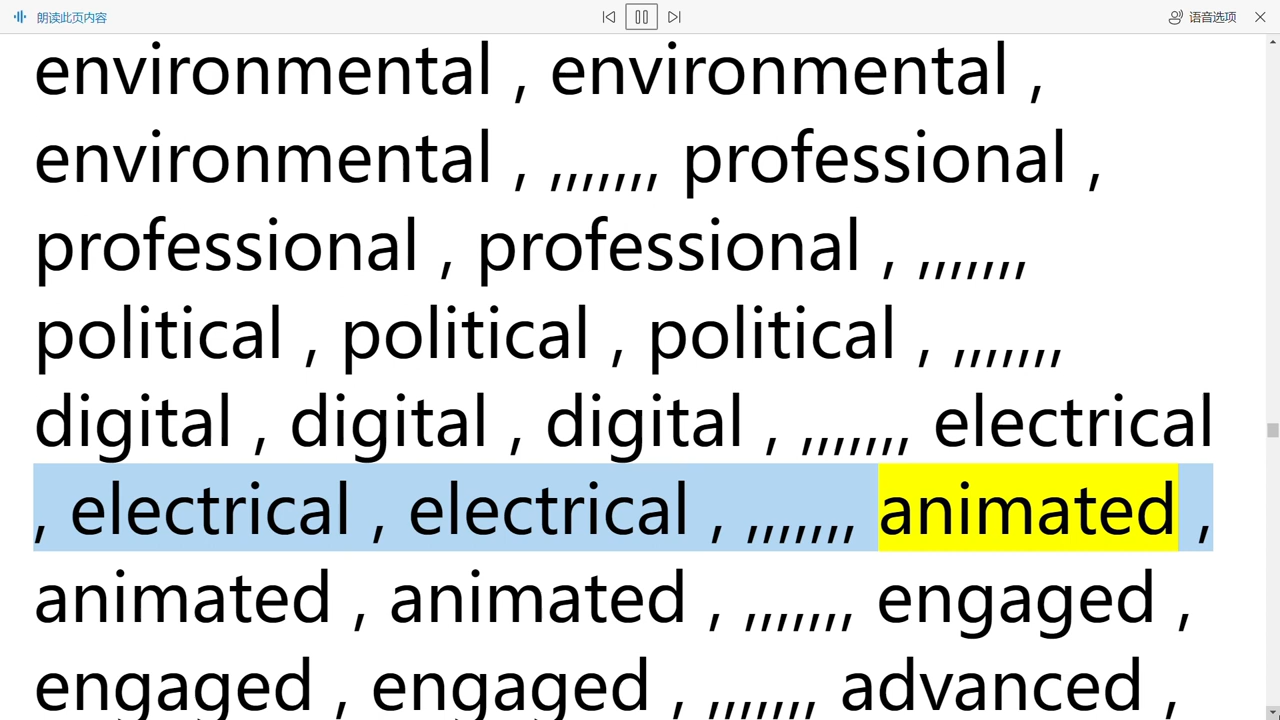 朗读此页内容
语音选项
environmental , environmental ,
environmental , ,,,,,,, professional ,
professional , professional , ,,,,,,,
political , political , political , ,,,,,,,
digital , digital , digital , ,,,,,,, electrical
, electrical , electrical , ,,,,,,, animated ,
animated , animated , ,,,,,,, engaged ,
engaged , engaged , ,,,,,,, advanced ,